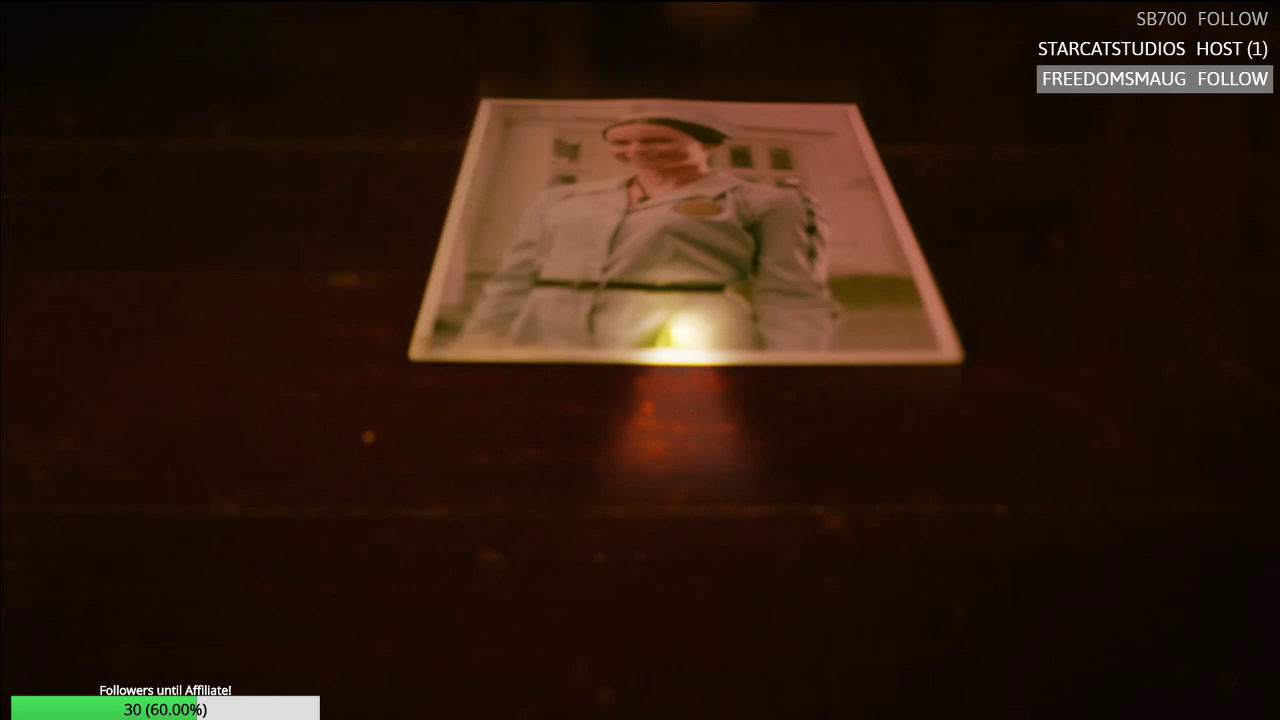 SB700 FOLLOW
STARCATSTUDIOS HOST (1)
FREEDOMSMAUG FOLLOW
Followers until Affiliate!
30 (60.00%)